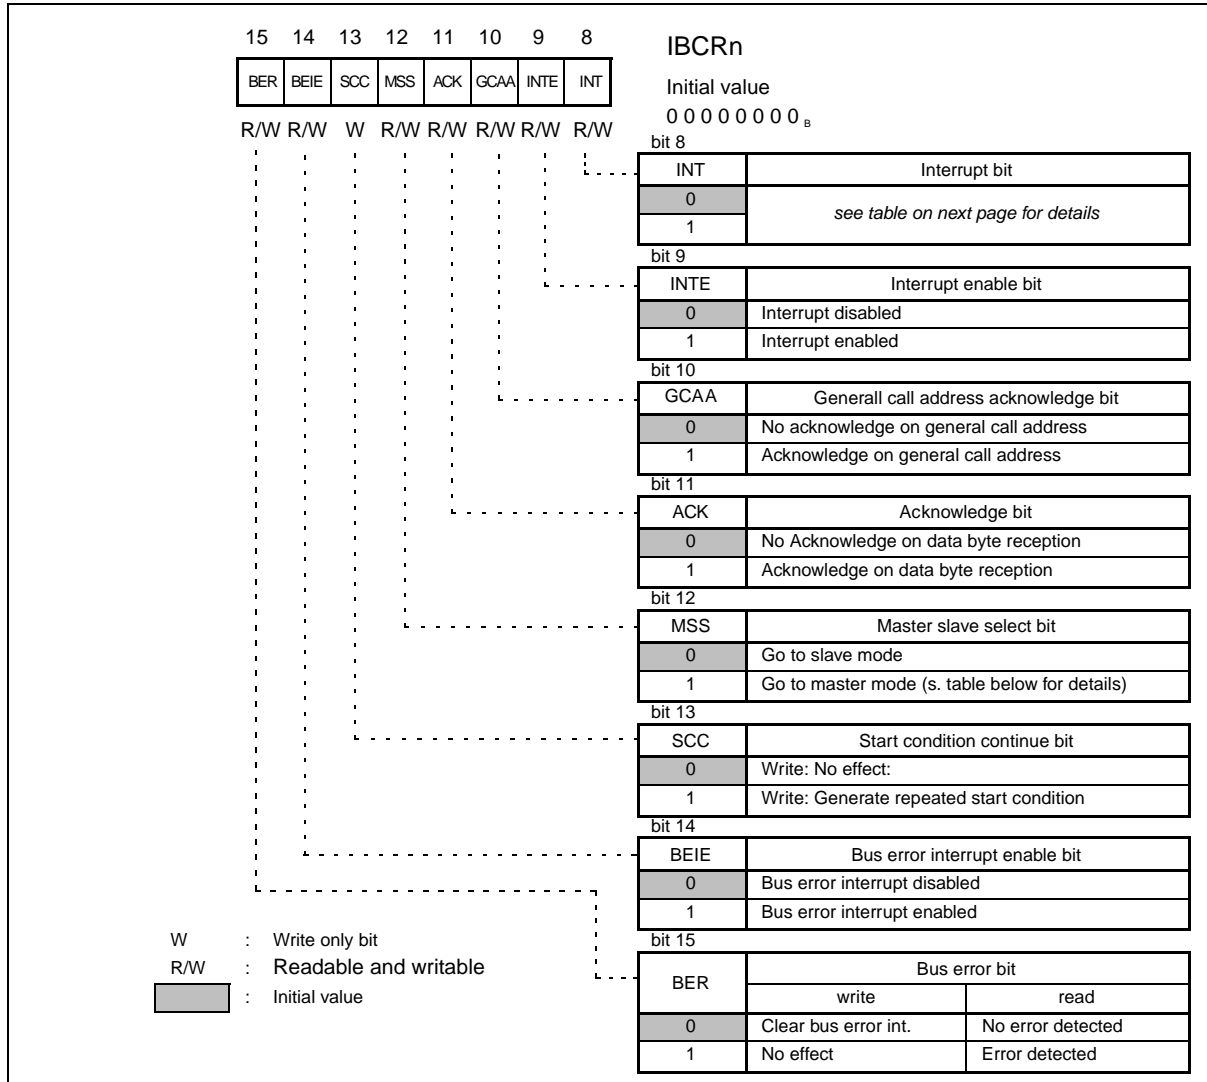 15 14 13 12 11 10 9 8
BER BEIE SCC MSS ACK GCAA INTE INT
R/W R/W W R/W R/W R/W R/W R/W
IBCRn
Initial value
0 0 0 0 0 0 0 0 B
bit 8
INT Interrupt bit
0
see table on next page for details
1
bit 9
INTE Interrupt enable bit
0 Interrupt disabled
1 Interrupt enabled
bit 10
GCAA Generall call address acknowledge bit
0 No acknowledge on general call address
1 Acknowledge on general call address
bit 11
ACK Acknowledge bit
0 No Acknowledge on data byte reception
1 Acknowledge on data byte reception
bit 12
MSS Master slave select bit
0 Go to slave mode
1 Go to master mode (s. table below for details)
bit 13
SCC Start condition continue bit
0 Write: No effect:
1 Write: Generate repeated start condition
bit 14
BEIE Bus error interrupt enable bit
0 Bus error interrupt disabled
1 Bus error interrupt enabled
bit 15
BER Bus error bit
write read
0 Clear bus error int. No error detected
1 No effect Error detected
W : Write only bit
R/W : Readable and writable
: Initial value